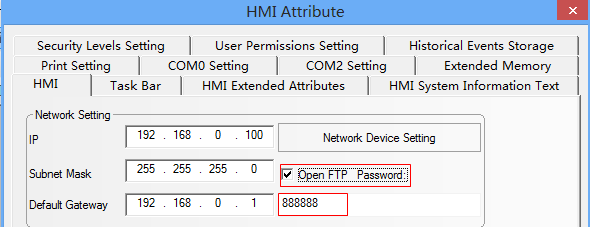 HMI Attribute
Security Levels Setting User Permissions Setting Historical Events Storage
Print Setting COM0 Setting COM2 Setting Extended Memory
HMI Task Bar HMI Extended Attributes HMI System Information Text
Network Setting
IP 192 . 168 . 0 . 100 Network Device Setting
Subnet Mask 255 . 255 . 255 . 0 Open FTP Password:
Default Gateway 192 . 168 . 0 . 1 888888